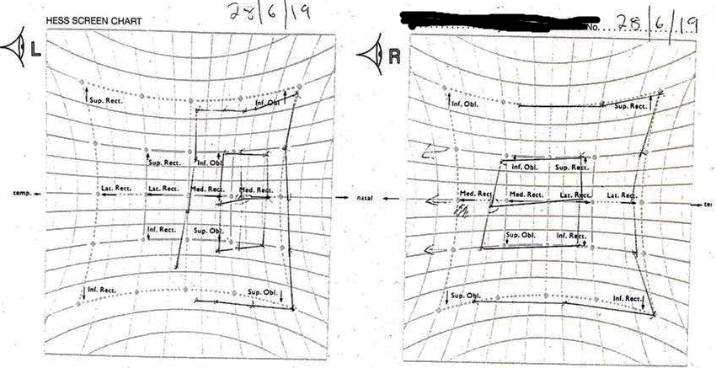 HESS SCREEN CHART
28/6/19
No. 28/6/19
L
R
Sup. Rect. Inf. Obl
Inf. Obl. Sup. Rect.
Sup. Rect. Inf. Obl.
Inf. Obl. Sup. Rect.
temp. Lat. Rect. Lat. Rect. Med. Rect. Med. Rect. nasal
Med. Rect Med. Rect. Lat. Rect. Lat. Rect.
Inf. Rect. Sup. Obl.
Sup. Obl. Inf. Rect.
Inf. Rect. Sup. Obl.
Sup. Obl. Inf. Rect.